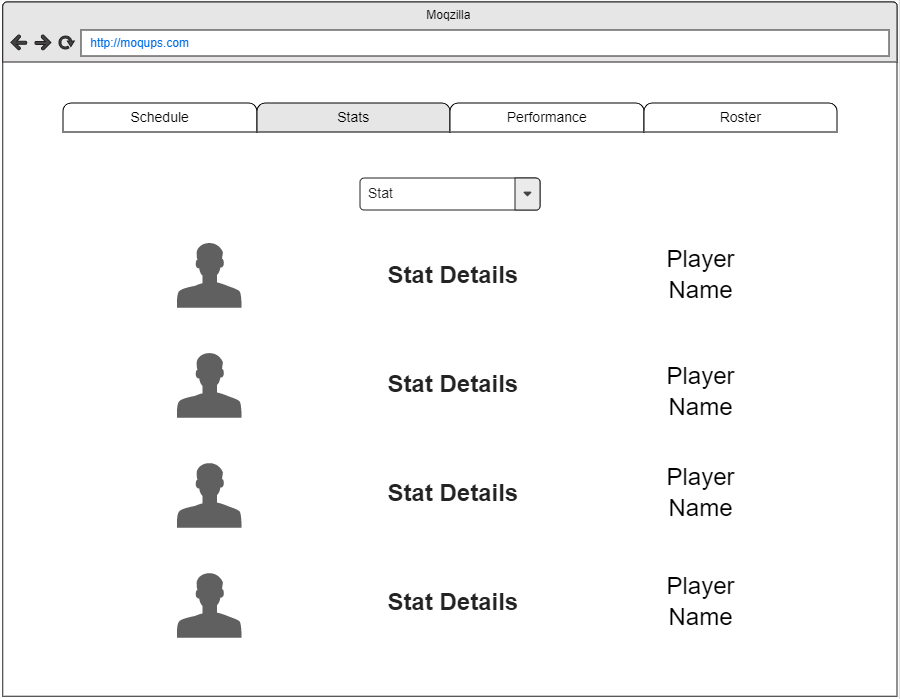 Moqzilla
http://moqups.com
Schedule
Stats
Performance
Roster
Stat
Stat Details
Player
Name
Stat Details
Player
Name
Stat Details
Player
Name
Stat Details
Player
Name